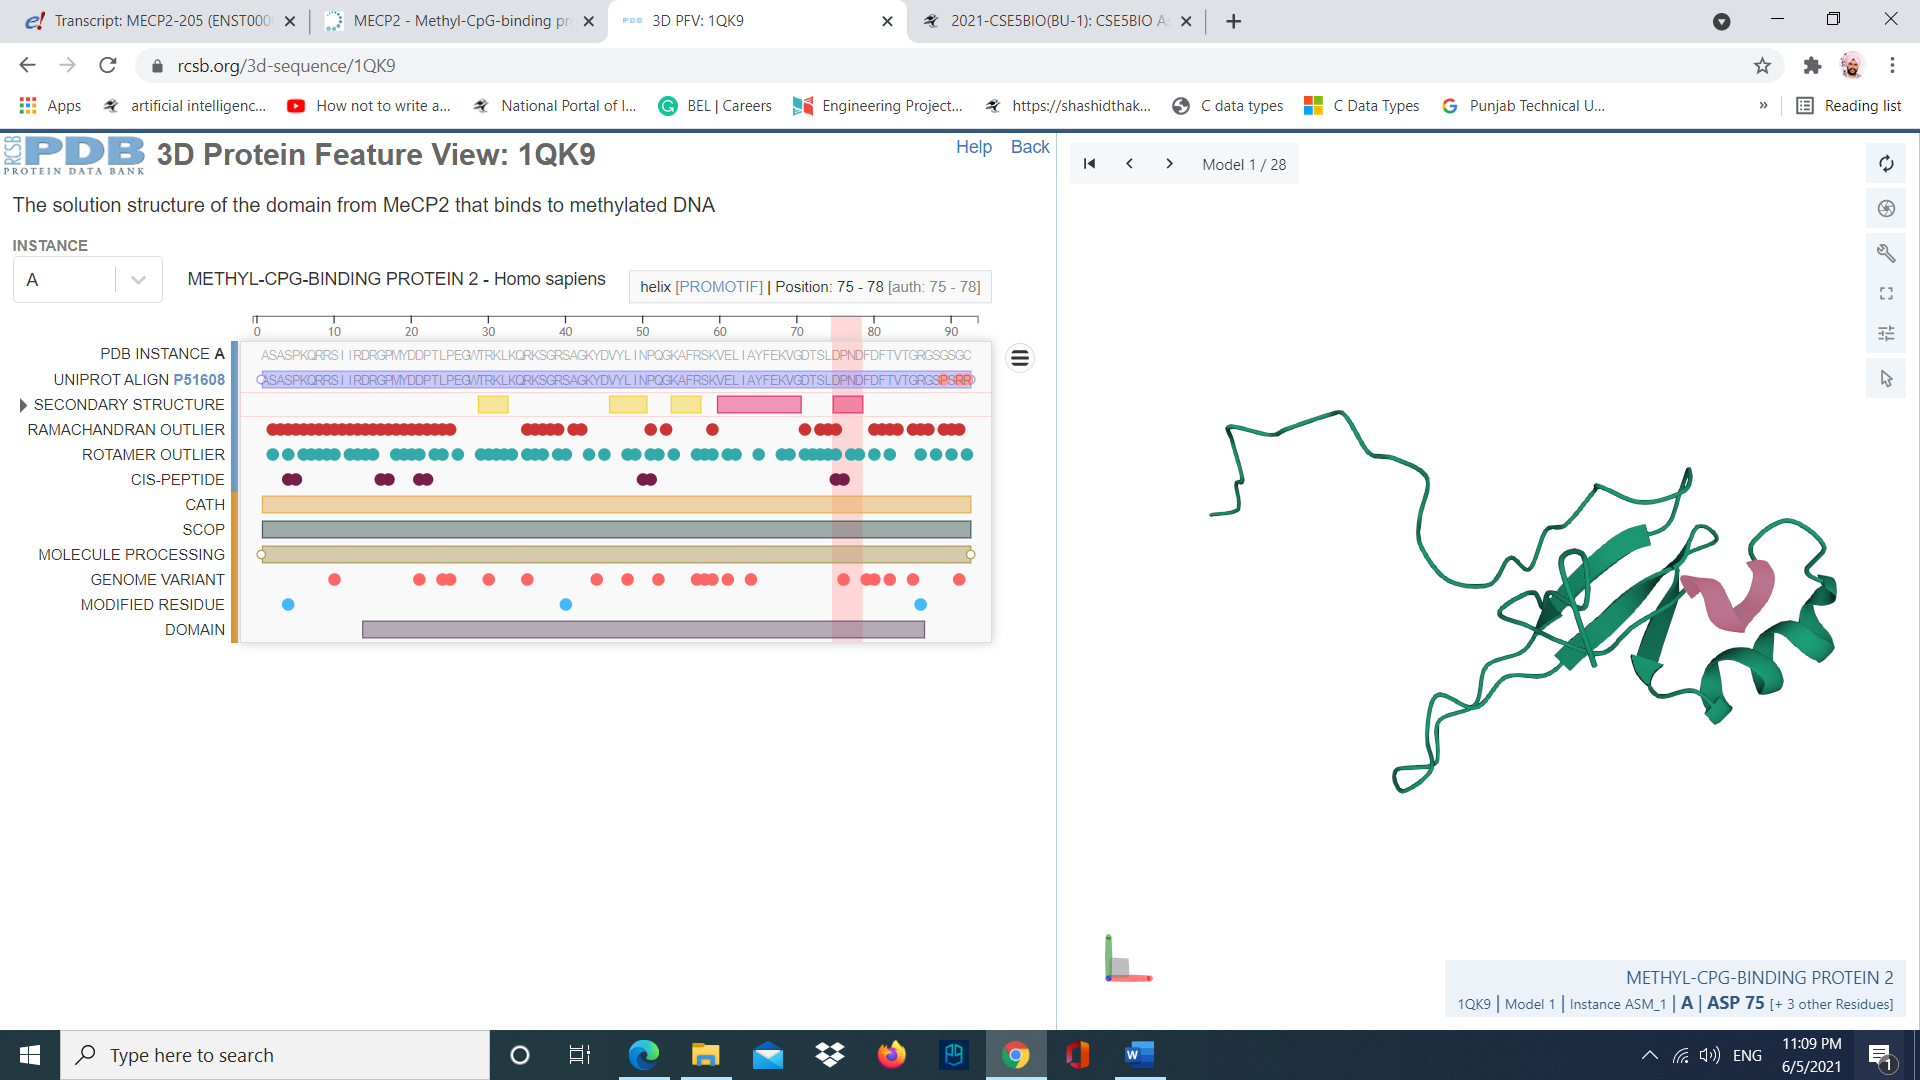 Transcript: MECP2-205 (ENST000
MECP2 - Methyl-CpG-binding pr
3D PFV: 1QK9
2021-CSE5BIO(BU-1): CSE5BIO As
rcsb.org/3d-sequence/1QK9
Apps
artificial intelligenc...
How not to write a...
National Portal of I...
BEL | Careers
Engineering Project...
https://shashidthak...
C data types
C Data Types
Punjab Technical U...
»
Reading list
RCSB PDB
PROTEIN DATA BANK
3D Protein Feature View: 1QK9
Help Back
The solution structure of the domain from MeCP2 that binds to methylated DNA
INSTANCE
A
METHYL-CPG-BINDING PROTEIN 2 - Homo sapiens
helix [PROMOTIF] | Position: 75 - 78 [auth: 75 - 78]
0 10 20 30 40 50 60 70 80 90
PDB INSTANCE A
ASASPKQRRSIIRDRGPMYDDPTLPEGWTRKLKQRKSGRSAGKYDVYLINPQGKAFRSKVELIAYFEKVGDTSLDPNDFDFTVTGRGSGSGC
UNIPROT ALIGN P51608
SECONDARY STRUCTURE
RAMACHANDRAN OUTLIER
ROTAMER OUTLIER
CIS-PEPTIDE
CATH
SCOP
MOLECULE PROCESSING
GENOME VARIANT
MODIFIED RESIDUE
DOMAIN
Model 1 / 28
METHYL-CPG-BINDING PROTEIN 2
1QK9 | Model 1 | Instance ASM_1 | A | ASP 75 [+ 3 other Residues]
Type here to search
ENG
11:09 PM
6/5/2021
1